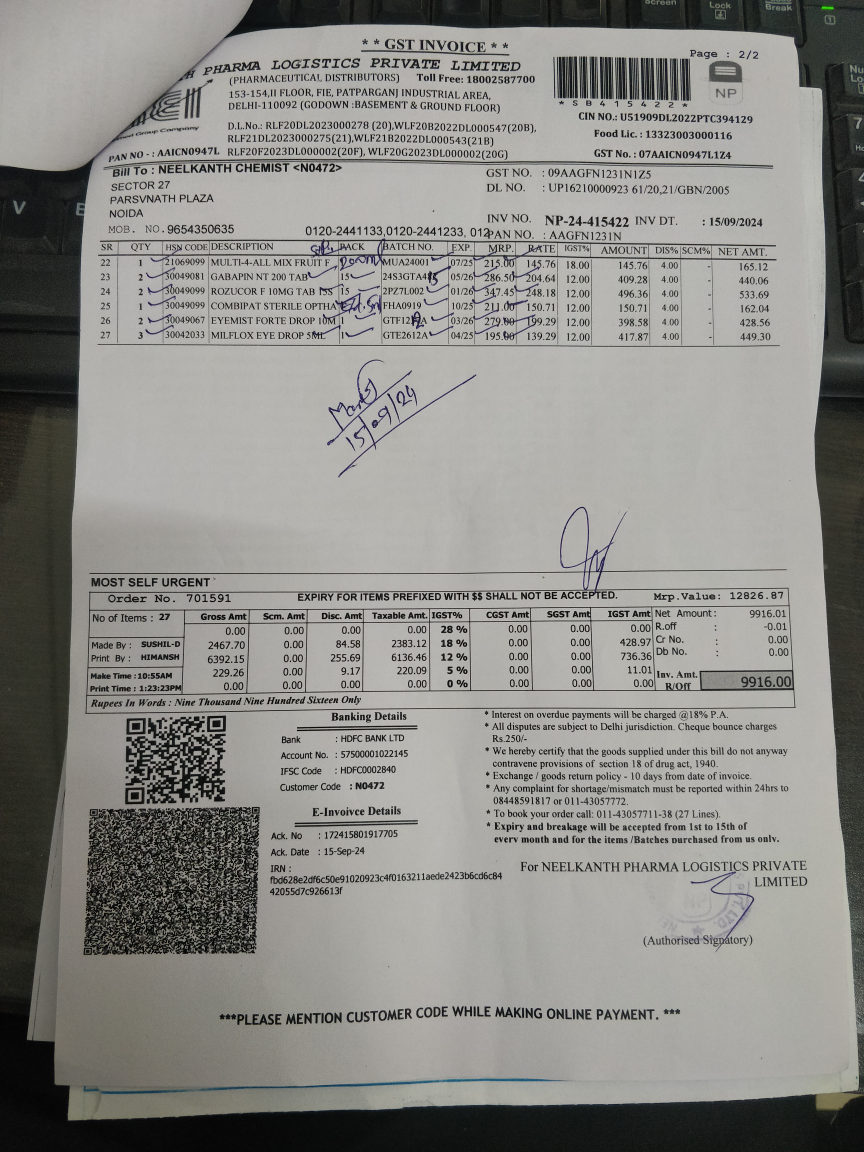 * * GST INVOICE * *
Page : 2/2
PHARMA LOGISTICS PRIVATE LIMITED
(PHARMACEUTICAL DISTRIBUTORS) Toll Free: 18002587700
153-154,II FLOOR, FIE, PATPARGANJ INDUSTRIAL AREA,
DELHI-110092 (GODOWN :BASEMENT & GROUND FLOOR)
* S B 4 1 5 4 2 2 *
NP
CIN NO.: U51909DL2022PTC394129
Food Lic. : 13323003000116
GST No. : 07AAICN0947L1Z4
Group Company
D.L.No.: RLF20DL2023000278 (20),WLF20B2022DL000547(20B),
RLF21DL2023000275(21),WLF21B2022DL000543(21B)
PAN NO - : AAICN0947L RLF20F2023DL000002(20F), WLF20G2023DL000002(20G)
Bill To : NEELKANTH CHEMIST <N0472>
SECTOR 27
PARSVNATH PLAZA
NOIDA
MOB. NO. 9654350635 0120-2441133,0120-2441233, 012
GST NO. : 09AAGFN1231N1Z5
DL NO. : UP16210000923 61/20,21/GBN/2005
INV NO. NP-24-415422 INV DT. : 15/09/2024
PAN NO. : AAGFN1231N
SR QTY HSN CODE DESCRIPTION PACK BATCH NO. EXP. MRP. RATE IGST% AMOUNT DIS% SCM% NET AMT.
22 1 21069099 MULTI-4-ALL MIX FRUIT F 200ml MUA24001 07/25 215.00 145.76 18.00 145.76 4.00 - 165.12
23 2 30049081 GABAPIN NT 200 TAB 15 24S3GTA 05/26 286.50 204.64 12.00 409.28 4.00 - 440.06
24 2 30049099 ROZUCOR F 10MG TAB 15S 15 2PZ7L002 01/26 347.45 248.18 12.00 496.36 4.00 - 533.69
25 1 30049099 COMBIPAT STERILE OPTHA FHA0919 10/25 211.00 150.71 12.00 150.71 4.00 - 162.04
26 2 30049067 EYEMIST FORTE DROP 10M 1 03/26 279.00 199.29 12.00 398.58 4.00 - 428.56
27 3 30042033 MILFLOX EYE DROP 5ML 1 GTE2612A 04/25 195.00 139.29 12.00 417.87 4.00 - 449.30
15/09/24
MOST SELF URGENT
Order No. 701591 EXPIRY FOR ITEMS PREFIXED WITH $$ SHALL NOT BE ACCEPTED. Mrp.Value: 12826.87
No of Items : 27 Gross Amt Scm. Amt Disc. Amt Taxable Amt. IGST% CGST Amt SGST Amt IGST Amt
0.00 0.00 0.00 0.00 28 % 0.00 0.00 0.00
Made By : SUSHIL-D 2467.70 0.00 84.58 2383.12 18 % 0.00 0.00 428.97
Print By : HIMANSH 6392.15 0.00 255.69 6136.46 12 % 0.00 0.00 736.36
Make Time :10:55AM 229.26 0.00 9.17 220.09 5 % 0.00 0.00 11.01
Print Time : 1:23:23PM 0.00 0.00 0.00 0.00 0 % 0.00 0.00 0.00
Net Amount : 9916.01
R.off : -0.01
Cr No. : 0.00
Db No. : 0.00
Inv. Amt. R/Off 9916.00
Rupees In Words : Nine Thousand Nine Hundred Sixteen Only
Banking Details
Bank : HDFC BANK LTD
Account No. : 57500001022145
IFSC Code : HDFC0002840
Customer Code : N0472
E-Invoivce Details
Ack. No : 172415801917705
Ack. Date : 15-Sep-24
IRN :
fbd628e2df6c50e91020923c4f0163211aede2423b6cd6c84
42055d7c926613f
* Interest on overdue payments will be charged @18% P.A.
* All disputes are subject to Delhi jurisdiction. Cheque bounce charges
Rs.250/-
* We hereby certify that the goods supplied under this bill do not anyway
contravene provisions of section 18 of drug act, 1940.
* Exchange / goods return policy - 10 days from date of invoice.
* Any complaint for shortage/mismatch must be reported within 24hrs to
08448591817 or 011-43057772.
* To book your order call: 011-43057711-38 (27 Lines).
* Expiry and breakage will be accepted from 1st to 15th of
every month and for the items /Batches purchased from us only.
For NEELKANTH PHARMA LOGISTICS PRIVATE
LIMITED
(Authorised Signatory)
***PLEASE MENTION CUSTOMER CODE WHILE MAKING ONLINE PAYMENT. ***